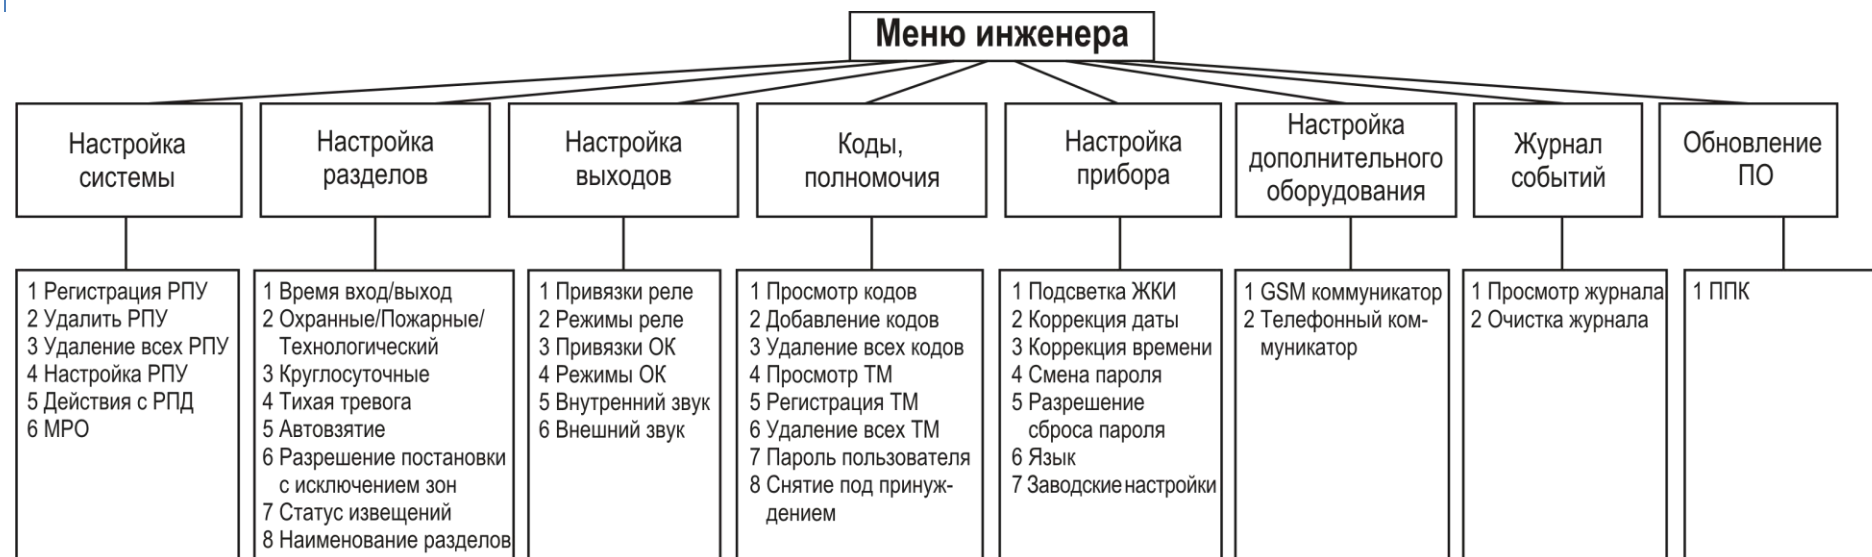 Меню инженера
Настройка
системы
Настройка
разделов
Настройка
выходов
Коды,
полномочия
Настройка
прибора
Настройка
дополнительного
оборудования
Журнал
событий
Обновление
ПО
1 Регистрация РПУ
2 Удалить РПУ
3 Удаление всех РПУ
4 Настройка РПУ
5 Действия с РПД
6 МРО
1 Время вход/выход
2 Охранные/Пожарные/
Технологический
3 Круглосуточные
4 Тихая тревога
5 Автовзятие
6 Разрешение постановки
с исключением зон
7 Статус извещений
8 Наименование разделов
1 Привязки реле
2 Режимы реле
3 Привязки ОК
4 Режимы ОК
5 Внутренний звук
6 Внешний звук
1 Просмотр кодов
2 Добавление кодов
3 Удаление всех кодов
4 Просмотр ТМ
5 Регистрация ТМ
6 Удаление всех ТМ
7 Пароль пользователя
8 Снятие под принуж-
дением
1 Подсветка ЖКИ
2 Коррекция даты
3 Коррекция времени
4 Смена пароля
5 Разрешение
сброса пароля
6 Язык
7 Заводские настройки
1 GSM коммуникатор
2 Телефонный ком-
муникатор
1 Просмотр журнала
2 Очистка журнала
1 ППК